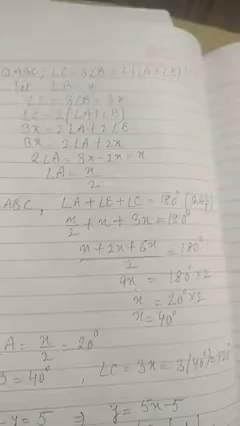 ΔABC, ∠C = 3∠B = 2(∠A+∠B)
Let ∠B = x
∠C = 3∠B = 3x
∠C = 2(∠A+∠B)
3x = 2∠A + 2∠B
3x = 2∠A + 2x
2∠A = 3x - 2x = x
∠A = x/2
ABC, ∠A + ∠B + ∠C = 180°
x/2 + x + 3x = 180°
x + 2x + 6x / 2 = 180°
9x = 180° × 2
x = 20° × 2
x = 40°
A = x/2 = 20°
B = 40°, ∠C = 3x = 3(40°) = 120°
- y = 5 ⇒ y = 5x - 5